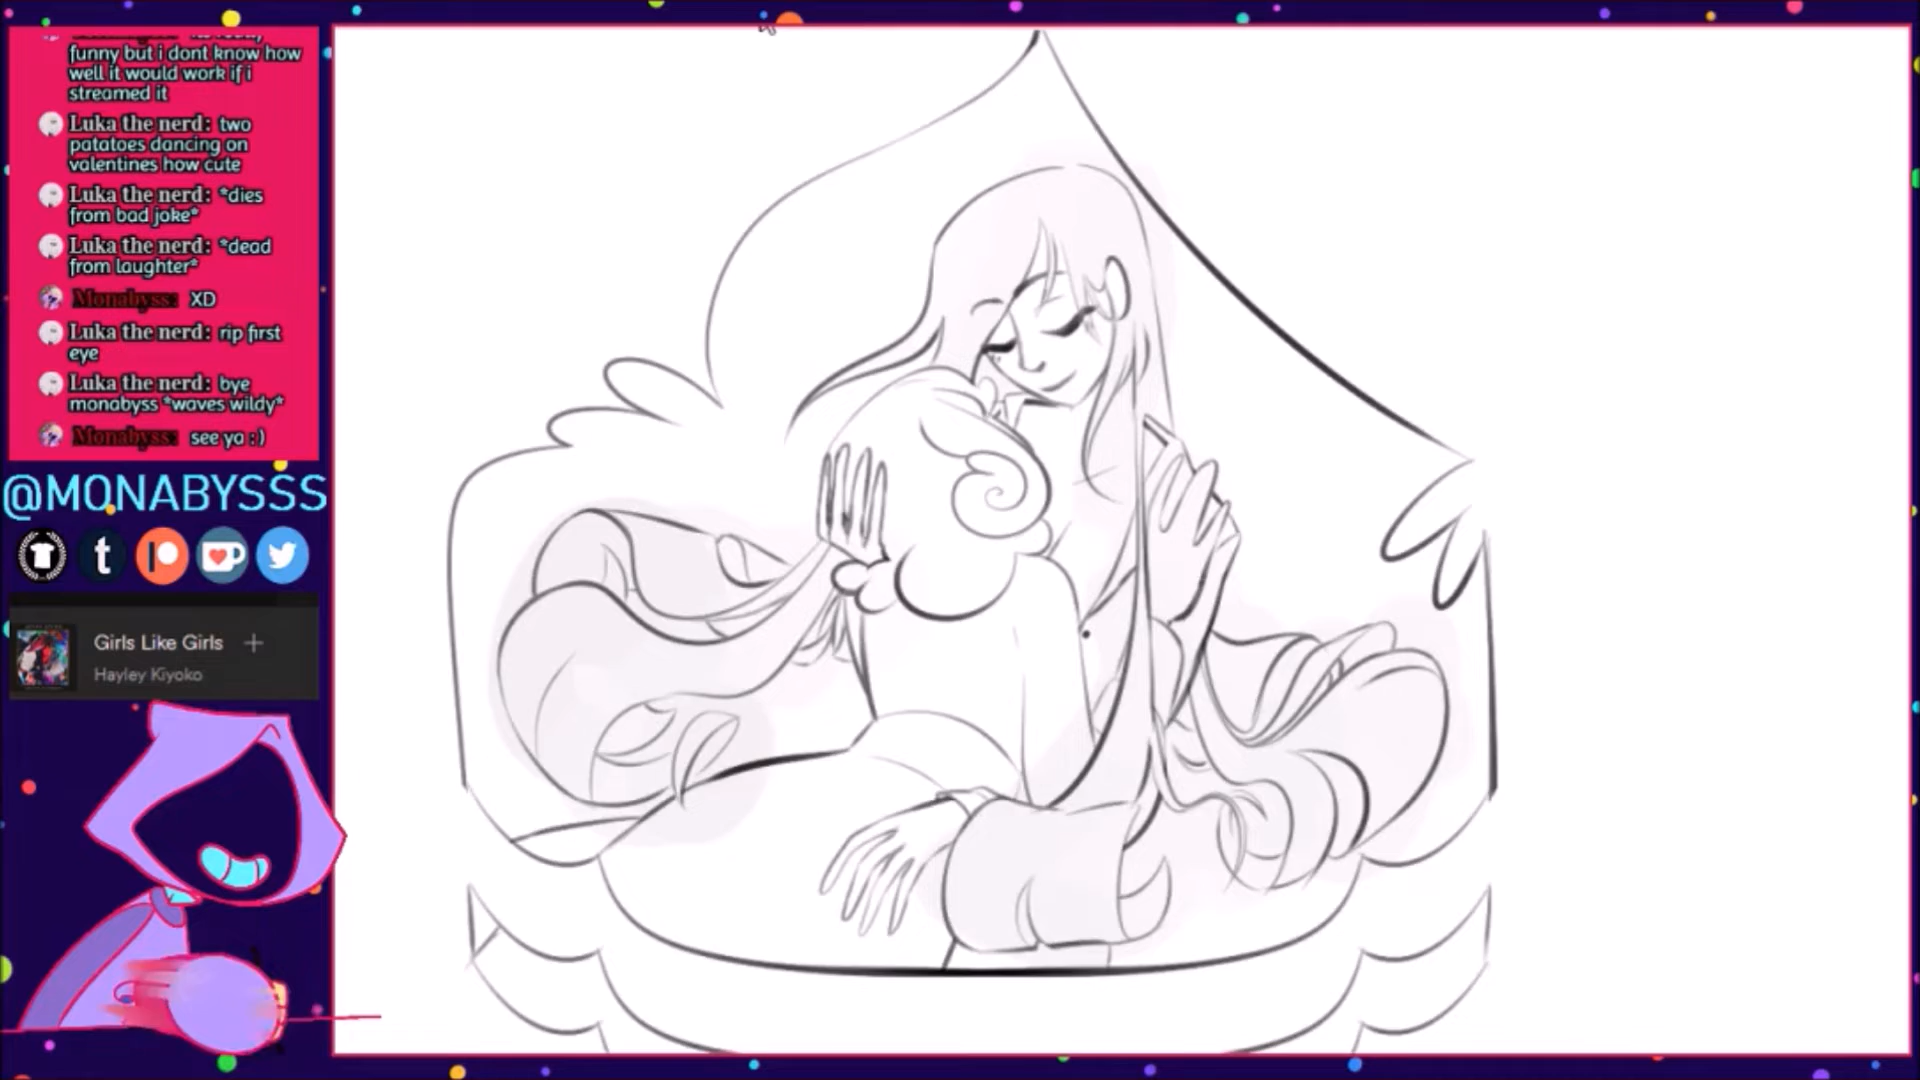 funny but i dont know how
well it would work if i
streamed it
Luka the nerd: two
patatoes dancing on
valentines how cute
Luka the nerd: *dies
from bad joke*
Luka the nerd: *dead
from laughter*
Monabyss: XD
Luka the nerd: rip first
eye
Luka the nerd: bye
monabyss *waves wildy*
Monabyss: see ya :)
@MONABYSSS
Girls Like Girls
Hayley Kiyoko